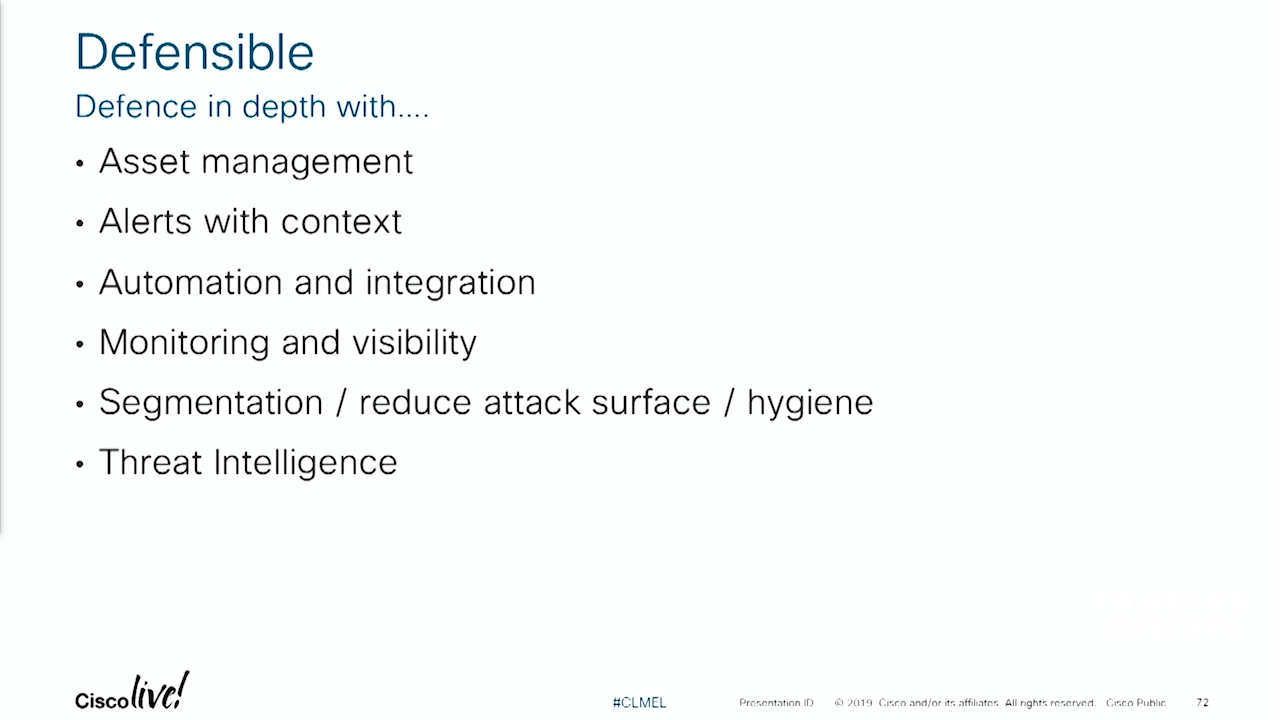 Defensible
Defence in depth with....
• Asset management
• Alerts with context
• Automation and integration
• Monitoring and visibility
• Segmentation / reduce attack surface / hygiene
• Threat Intelligence
Cisco live!
#CLMEL
Presentation ID
© 2019 Cisco and/or its affiliates. All rights reserved. Cisco Public
72